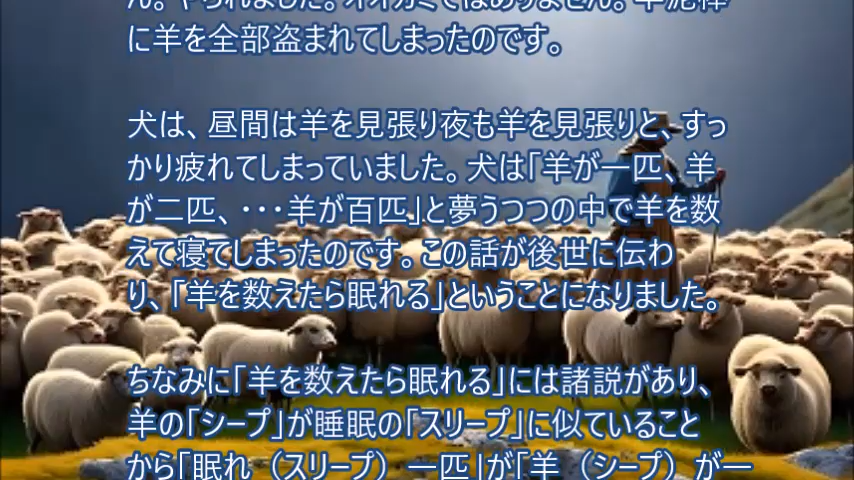 ん。やられました。オオカミではありません。羊泥棒
に羊を全部盗まれてしまったのです。
犬は、昼間は羊を見張り夜も羊を見張りと、すっ
かり疲れてしまっていました。犬は「羊が一匹、羊
が二匹、・・・羊が百匹」と夢うつつの中で羊を数
えて寝てしまったのです。この話が後世に伝わ
り、「羊を数えたら眠れる」ということになりました。
ちなみに「羊を数えたら眠れる」には諸説があり、
羊の「シープ」が睡眠の「スリープ」に似ていること
から「眠れ（スリープ）一匹」が「羊（シープ）が一